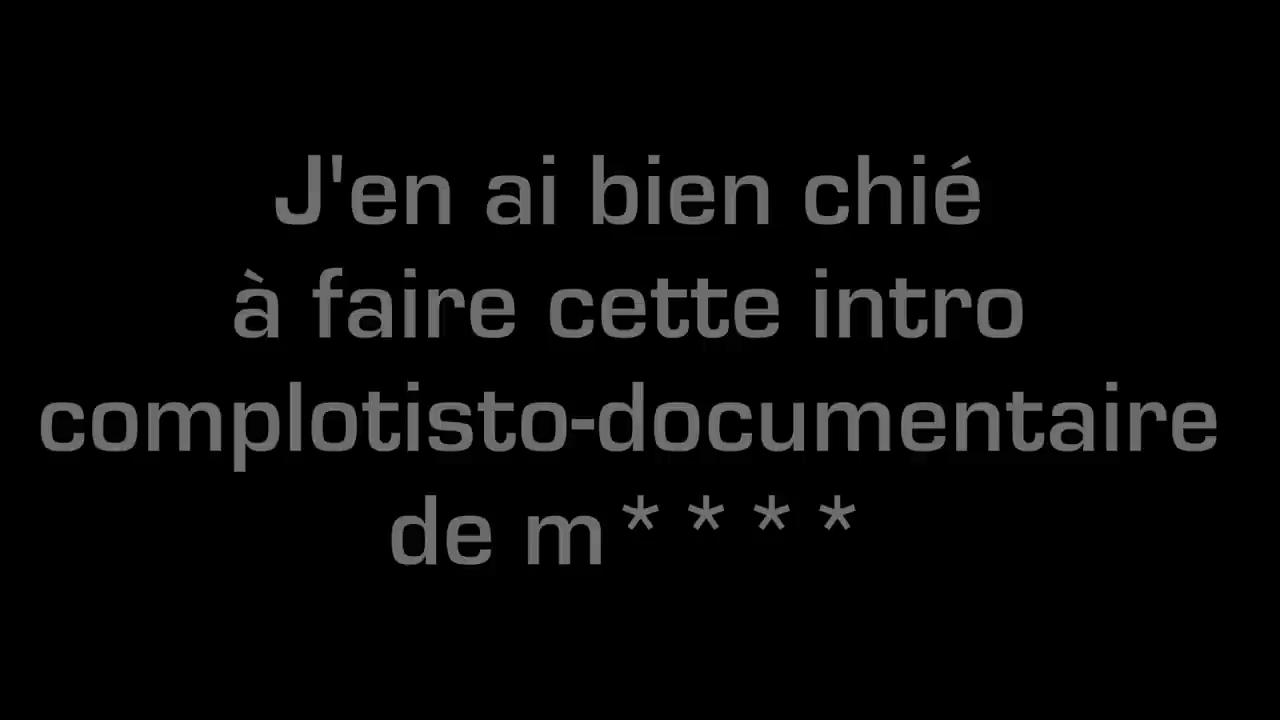 J'en ai bien chié
à faire cette intro
complotisto-documentaire
de m****